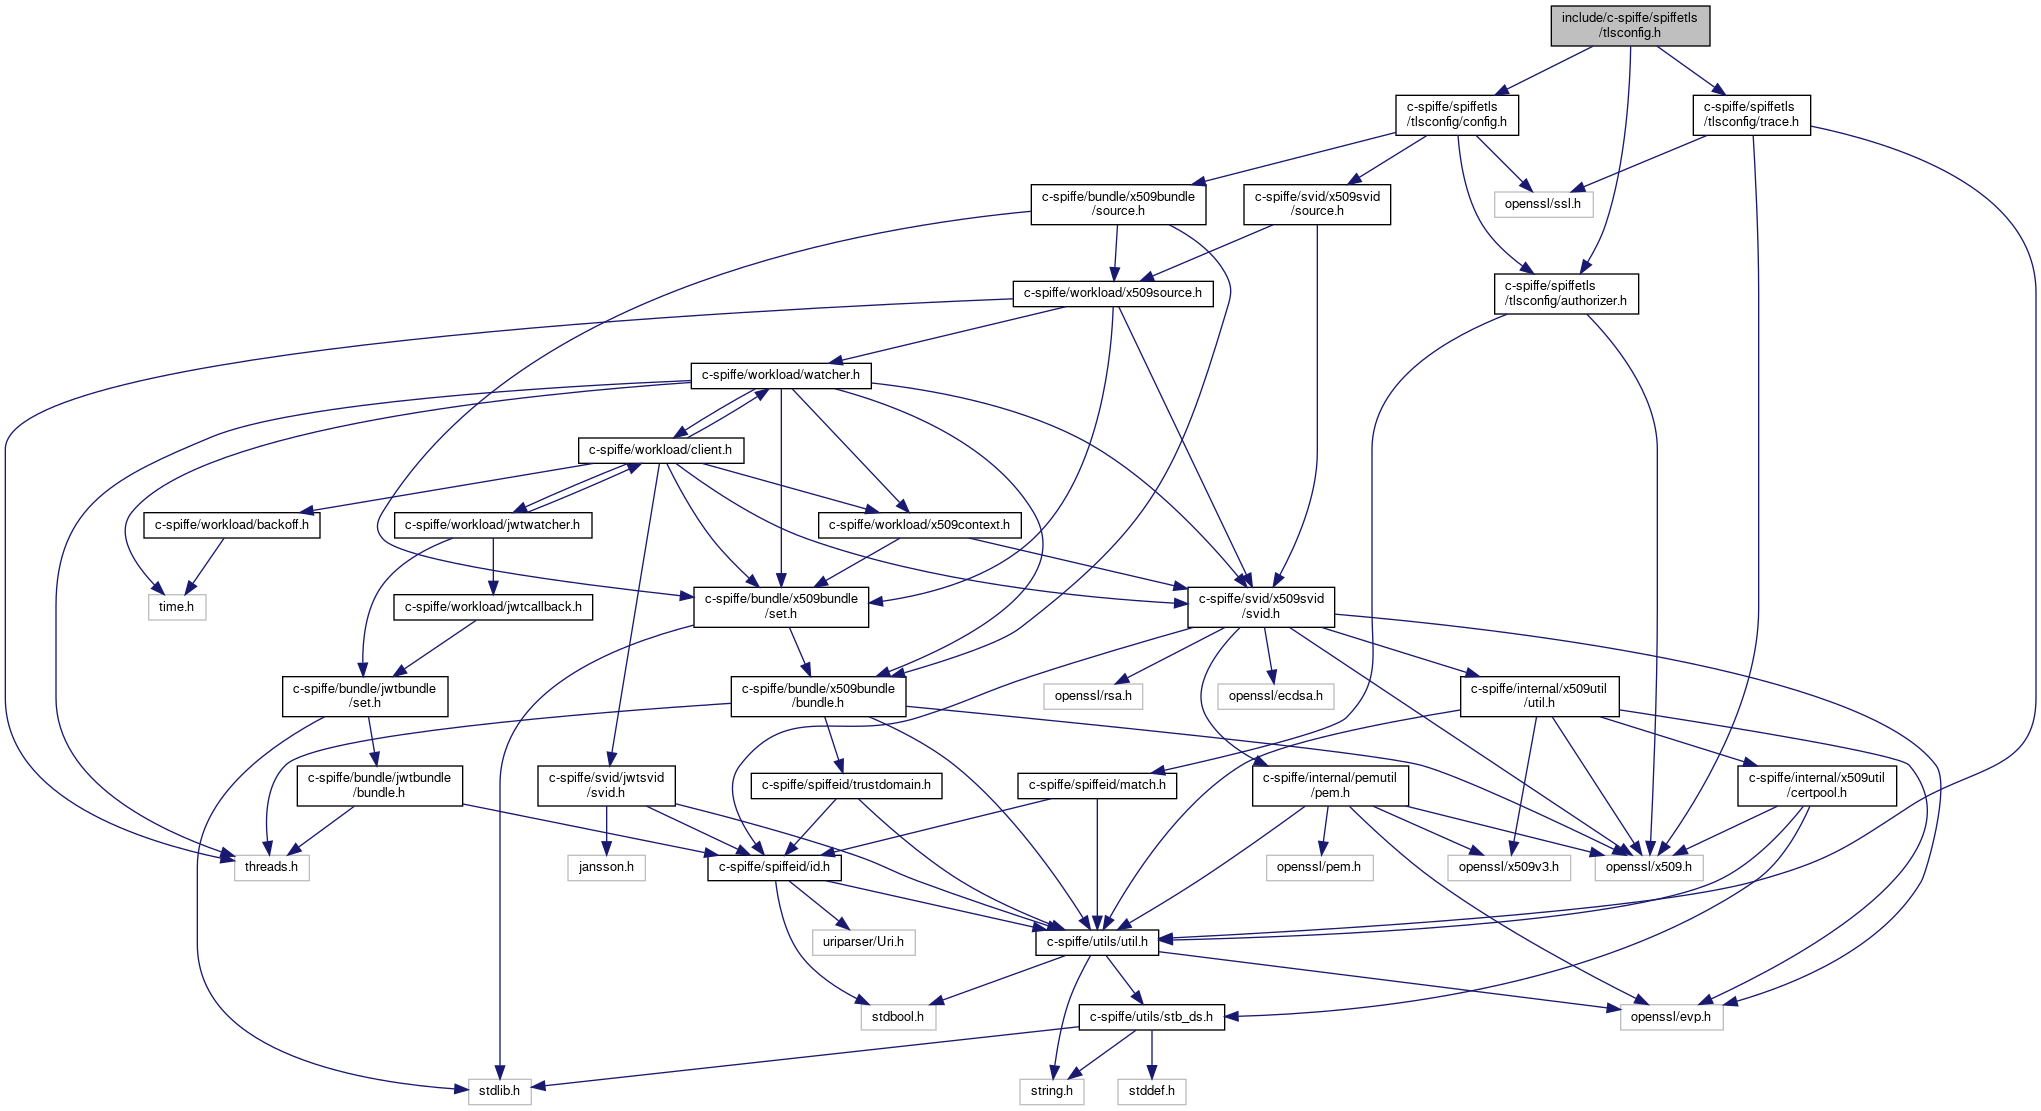 include/c-spiffe/spiffetls
/tlsconfig.h
c-spiffe/spiffetls
/tlsconfig/config.h
c-spiffe/spiffetls
/tlsconfig/trace.h
c-spiffe/bundle/x509bundle
/source.h
c-spiffe/svid/x509svid
/source.h
openssl/ssl.h
c-spiffe/workload/x509source.h
c-spiffe/spiffetls
/tlsconfig/authorizer.h
c-spiffe/workload/watcher.h
c-spiffe/workload/client.h
c-spiffe/workload/backoff.h
c-spiffe/workload/jwtwatcher.h
c-spiffe/workload/x509context.h
time.h
c-spiffe/workload/jwtcallback.h
c-spiffe/bundle/x509bundle
/set.h
c-spiffe/svid/x509svid
/svid.h
c-spiffe/bundle/jwtbundle
/set.h
c-spiffe/bundle/x509bundle
/bundle.h
openssl/rsa.h
openssl/ecdsa.h
c-spiffe/internal/x509util
/util.h
c-spiffe/bundle/jwtbundle
/bundle.h
c-spiffe/svid/jwtsvid
/svid.h
c-spiffe/spiffeid/trustdomain.h
c-spiffe/spiffeid/match.h
c-spiffe/internal/pemutil
/pem.h
c-spiffe/internal/x509util
/certpool.h
threads.h
jansson.h
c-spiffe/spiffeid/id.h
openssl/pem.h
openssl/x509v3.h
openssl/x509.h
uriparser/Uri.h
c-spiffe/utils/util.h
stdbool.h
c-spiffe/utils/stb_ds.h
openssl/evp.h
stdlib.h
string.h
stddef.h